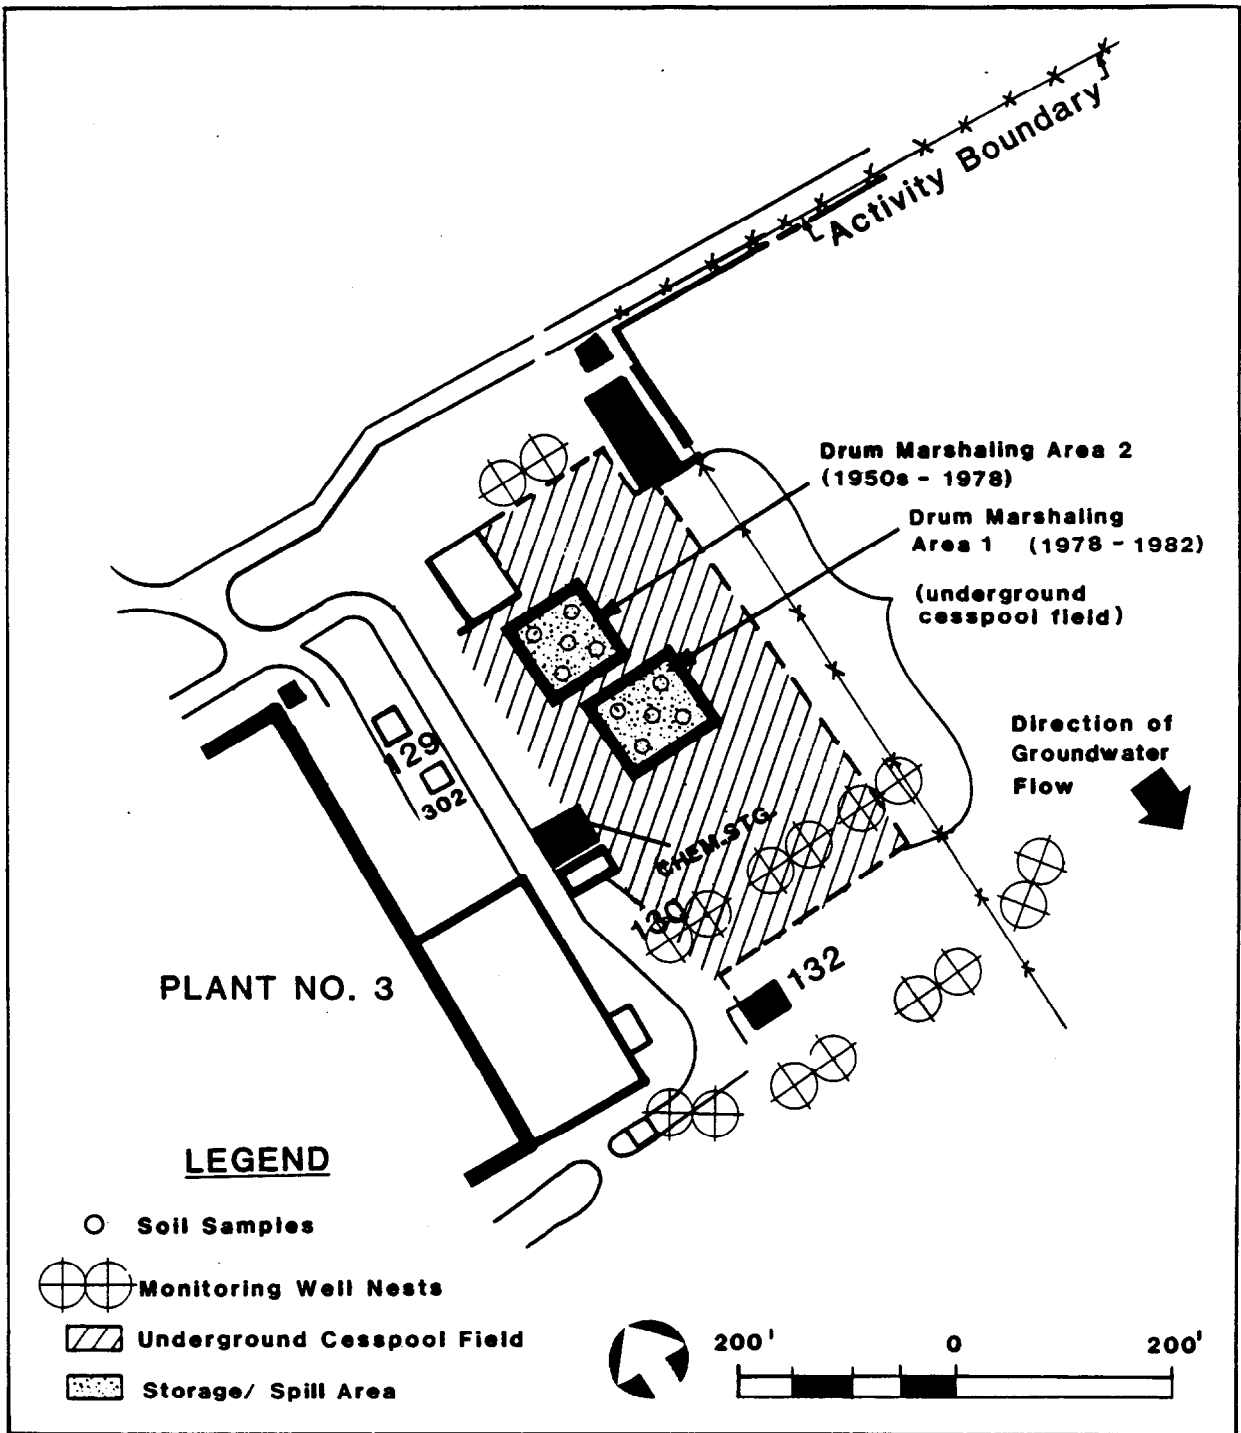 Activity Boundary
Drum Marshaling Area 2
(1950s - 1978)
Drum Marshaling
Area 1 (1978 - 1982)
(underground
cesspool field)
Direction of
Groundwater
Flow
129
302
CHEM. STG.
130
132
PLANT NO. 3
LEGEND
Soil Samples
Monitoring Well Nests
Underground Cesspool Field
Storage/ Spill Area
200' 0 200'